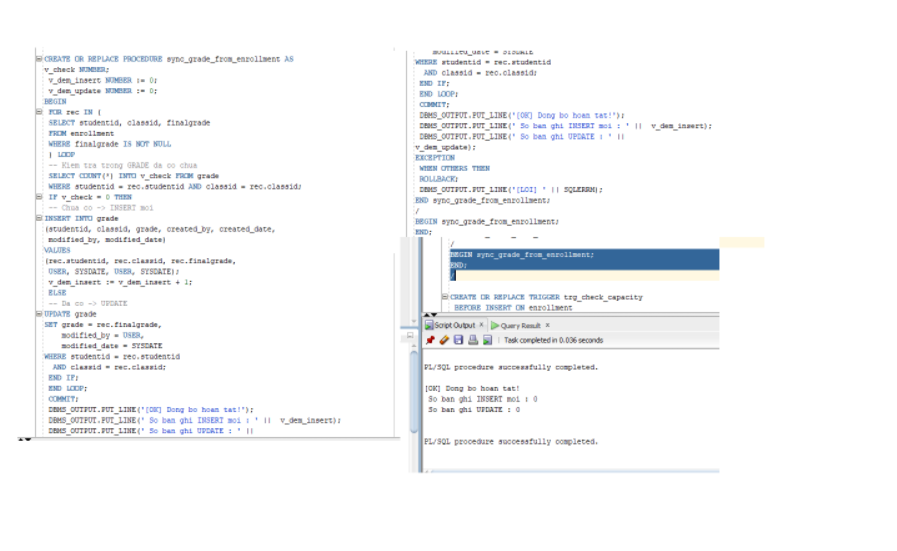 CREATE OR REPLACE PROCEDURE sync_grade_from_enrollment AS
v_check NUMBER;
v_dem_insert NUMBER := 0;
v_dem_update NUMBER := 0;
BEGIN
FOR rec IN (
SELECT studentid, classid, finalgrade
FROM enrollment
WHERE finalgrade IS NOT NULL
) LOOP
-- Kiem tra trong GRADE da co chua
SELECT COUNT(*) INTO v_check FROM grade
WHERE studentid = rec.studentid AND classid = rec.classid;
IF v_check = 0 THEN
-- Chua co -> INSERT moi
INSERT INTO grade
(studentid, classid, grade, created_by, created_date,
modified_by, modified_date)
VALUES
(rec.studentid, rec.classid, rec.finalgrade,
USER, SYSDATE, USER, SYSDATE);
v_dem_insert := v_dem_insert + 1;
ELSE
-- Da co -> UPDATE
UPDATE grade
SET grade = rec.finalgrade,
modified_by = USER,
modified_date = SYSDATE
WHERE studentid = rec.studentid
AND classid = rec.classid;
END IF;
END LOOP;
COMMIT;
DBMS_OUTPUT.PUT_LINE('[OK] Dong bo hoan tat!');
DBMS_OUTPUT.PUT_LINE(' So ban ghi INSERT moi : ' || v_dem_insert);
DBMS_OUTPUT.PUT_LINE(' So ban ghi UPDATE : ' ||
modified_date = SYSDATE
WHERE studentid = rec.studentid
AND classid = rec.classid;
END IF;
END LOOP;
COMMIT;
DBMS_OUTPUT.PUT_LINE('[OK] Dong bo hoan tat!');
DBMS_OUTPUT.PUT_LINE(' So ban ghi INSERT moi : ' || v_dem_insert);
DBMS_OUTPUT.PUT_LINE(' So ban ghi UPDATE : ' ||
v_dem_update);
EXCEPTION
WHEN OTHERS THEN
ROLLBACK;
DBMS_OUTPUT.PUT_LINE('[LOI] ' || SQLERRM);
END sync_grade_from_enrollment;
/
BEGIN sync_grade_from_enrollment;
END;
/
BEGIN sync_grade_from_enrollment;
END;
/
CREATE OR REPLACE TRIGGER trg_check_capacity
BEFORE INSERT ON enrollment
Script Output × Query Result ×
Task completed in 0.036 seconds
PL/SQL procedure successfully completed.
[OK] Dong bo hoan tat!
So ban ghi INSERT moi : 0
So ban ghi UPDATE : 0
PL/SQL procedure successfully completed.